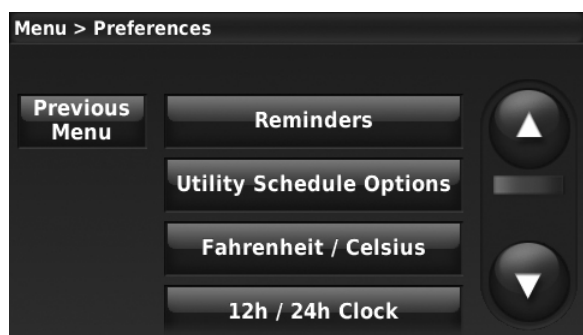 Menu > Preferences
Previous
Menu
Reminders
Utility Schedule Options
Fahrenheit / Celsius
12h / 24h Clock